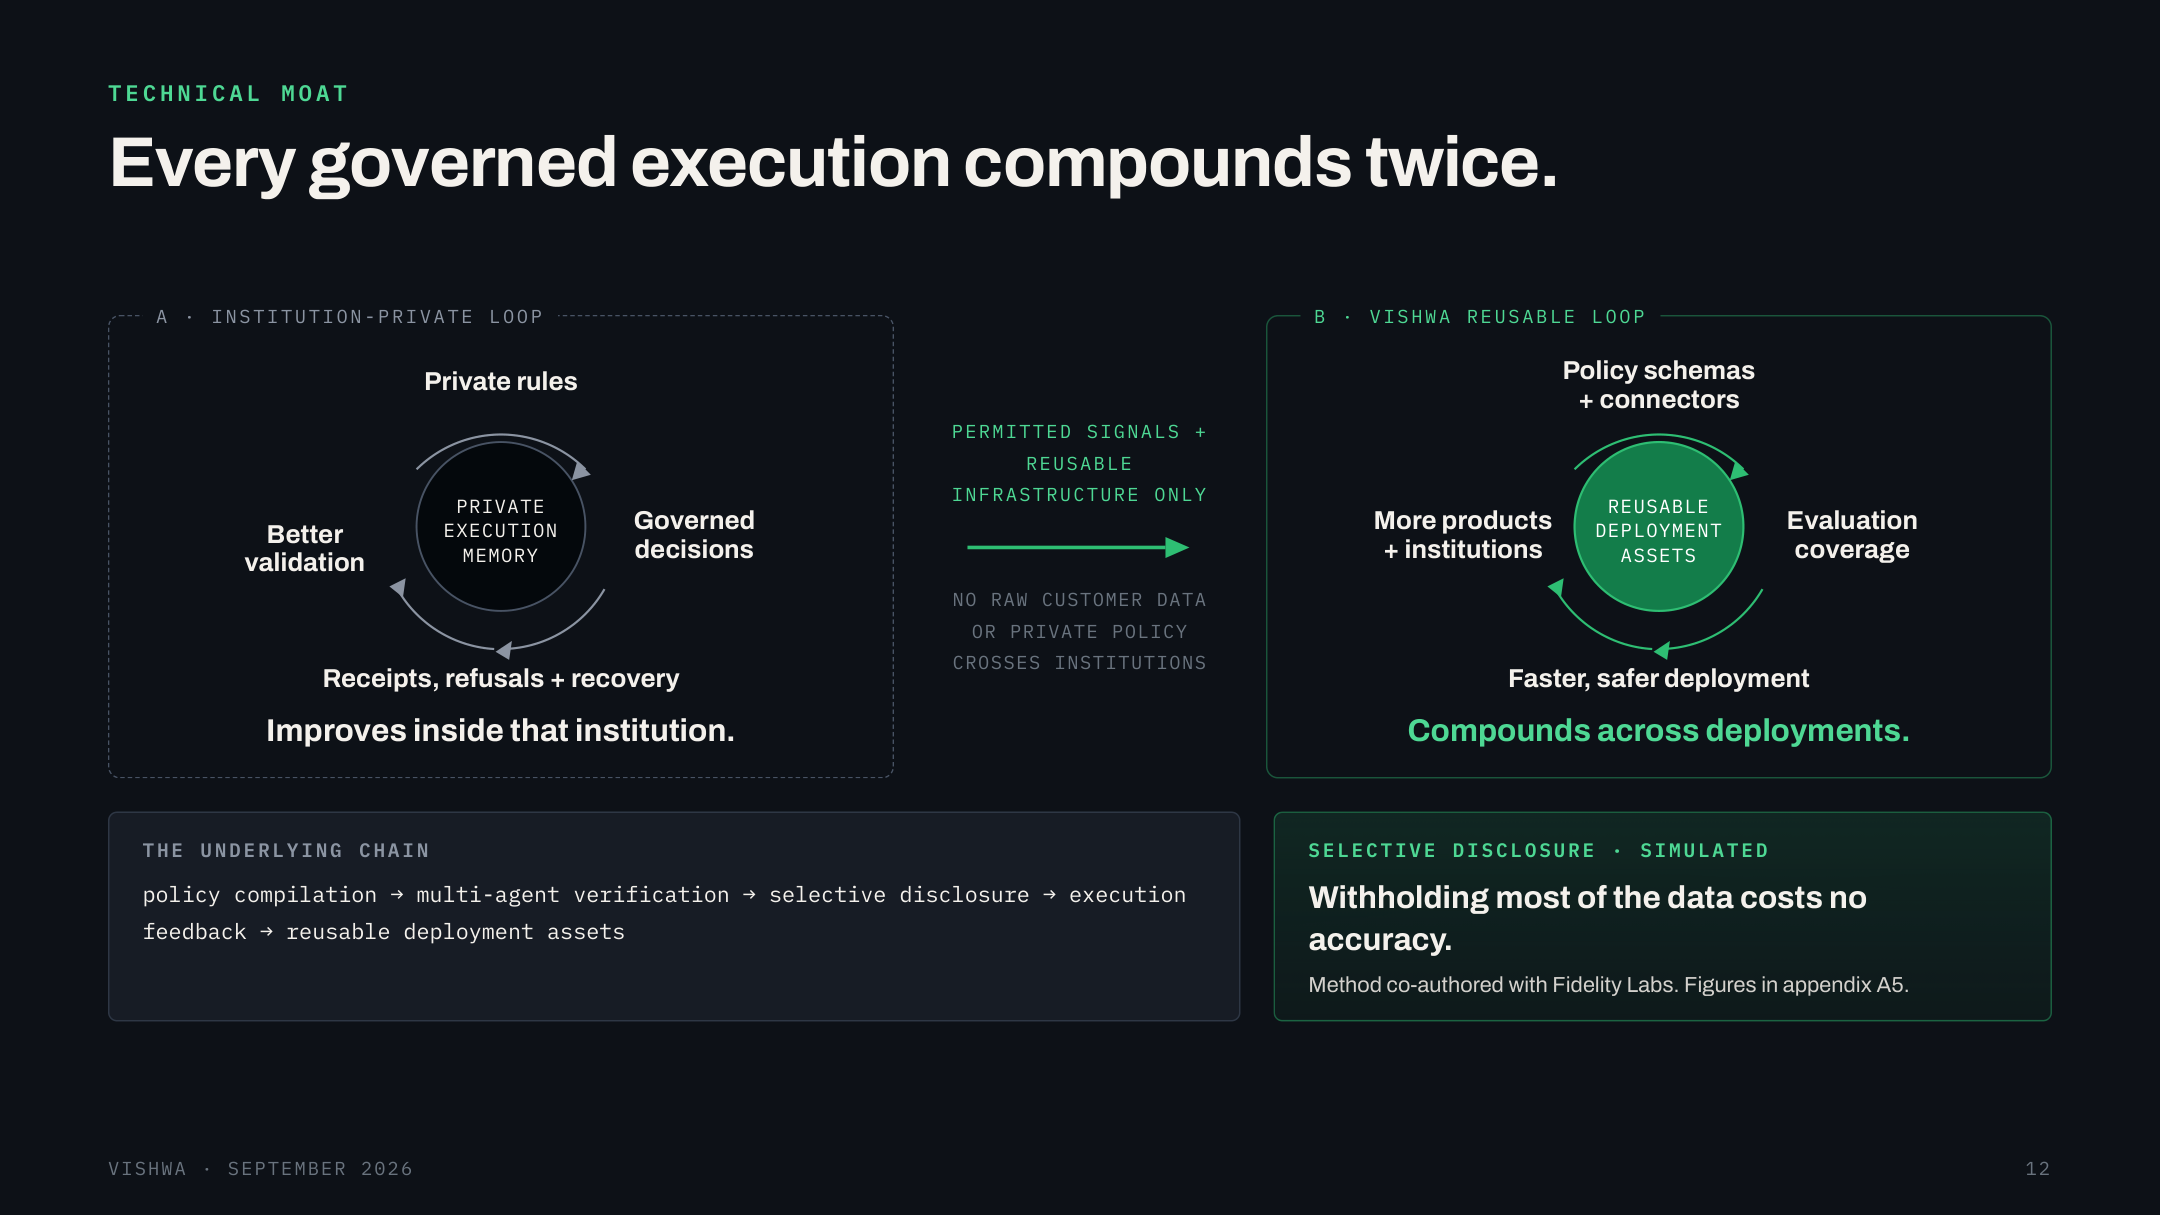 TECHNICAL MOAT
Every governed execution compounds twice.
A · INSTITUTION-PRIVATE LOOP
Private rules
PRIVATE
EXECUTION
MEMORY
Governed
decisions
Better
validation
Receipts, refusals + recovery
Improves inside that institution.
PERMITTED SIGNALS +
REUSABLE
INFRASTRUCTURE ONLY
NO RAW CUSTOMER DATA
OR PRIVATE POLICY
CROSSES INSTITUTIONS
B · VISHWA REUSABLE LOOP
Policy schemas
+ connectors
More products
+ institutions
REUSABLE
DEPLOYMENT
ASSETS
Evaluation
coverage
Faster, safer deployment
Compounds across deployments.
THE UNDERLYING CHAIN
policy compilation → multi-agent verification → selective disclosure → execution
feedback → reusable deployment assets
SELECTIVE DISCLOSURE · SIMULATED
Withholding most of the data costs no
accuracy.
Method co-authored with Fidelity Labs. Figures in appendix A5.
VISHWA · SEPTEMBER 2026
12